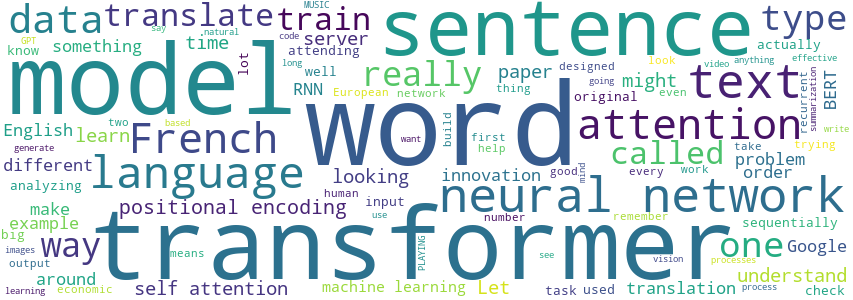 data
translate
MUSIC
train
sentence
type
say
natural
GPT
code
know
something
time
server
attending
long
lot
well
actually
model
really
paper
designed
look
video
anything
effective
RNN
European
network
thing
might
text
BERT
going
original
even
recurrent
summarization
English
learn
two
based
generate
French
word
build
first
help
attention
write
trying
different
looking
want
called
take
problem
analyzing
language
innovation
good
mind
every
work
order
human
input
neural network
make
positional encoding
use
number
remember
sequentially
example
big
way
transformer
one
Google
images
output
around
means
PLAYING
see
vision
processes
understand
learning
economic
self attention
machine learning
Let
task
used
translation
process
check